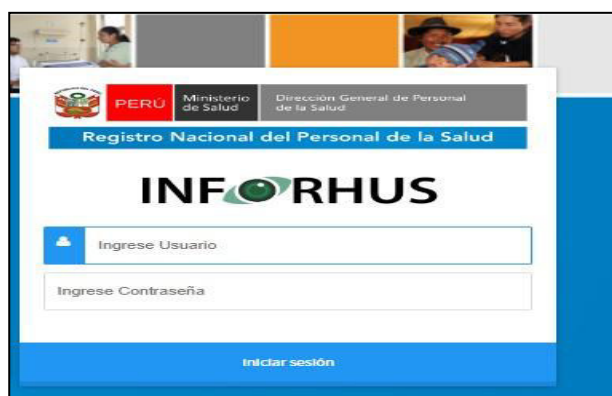 PERÚ
Ministerio
de Salud
Dirección General de Personal
de la Salud
Registro Nacional del Personal de la Salud
INFORHUS
Ingrese Usuario
Ingrese Contraseña
Iniciar sesión